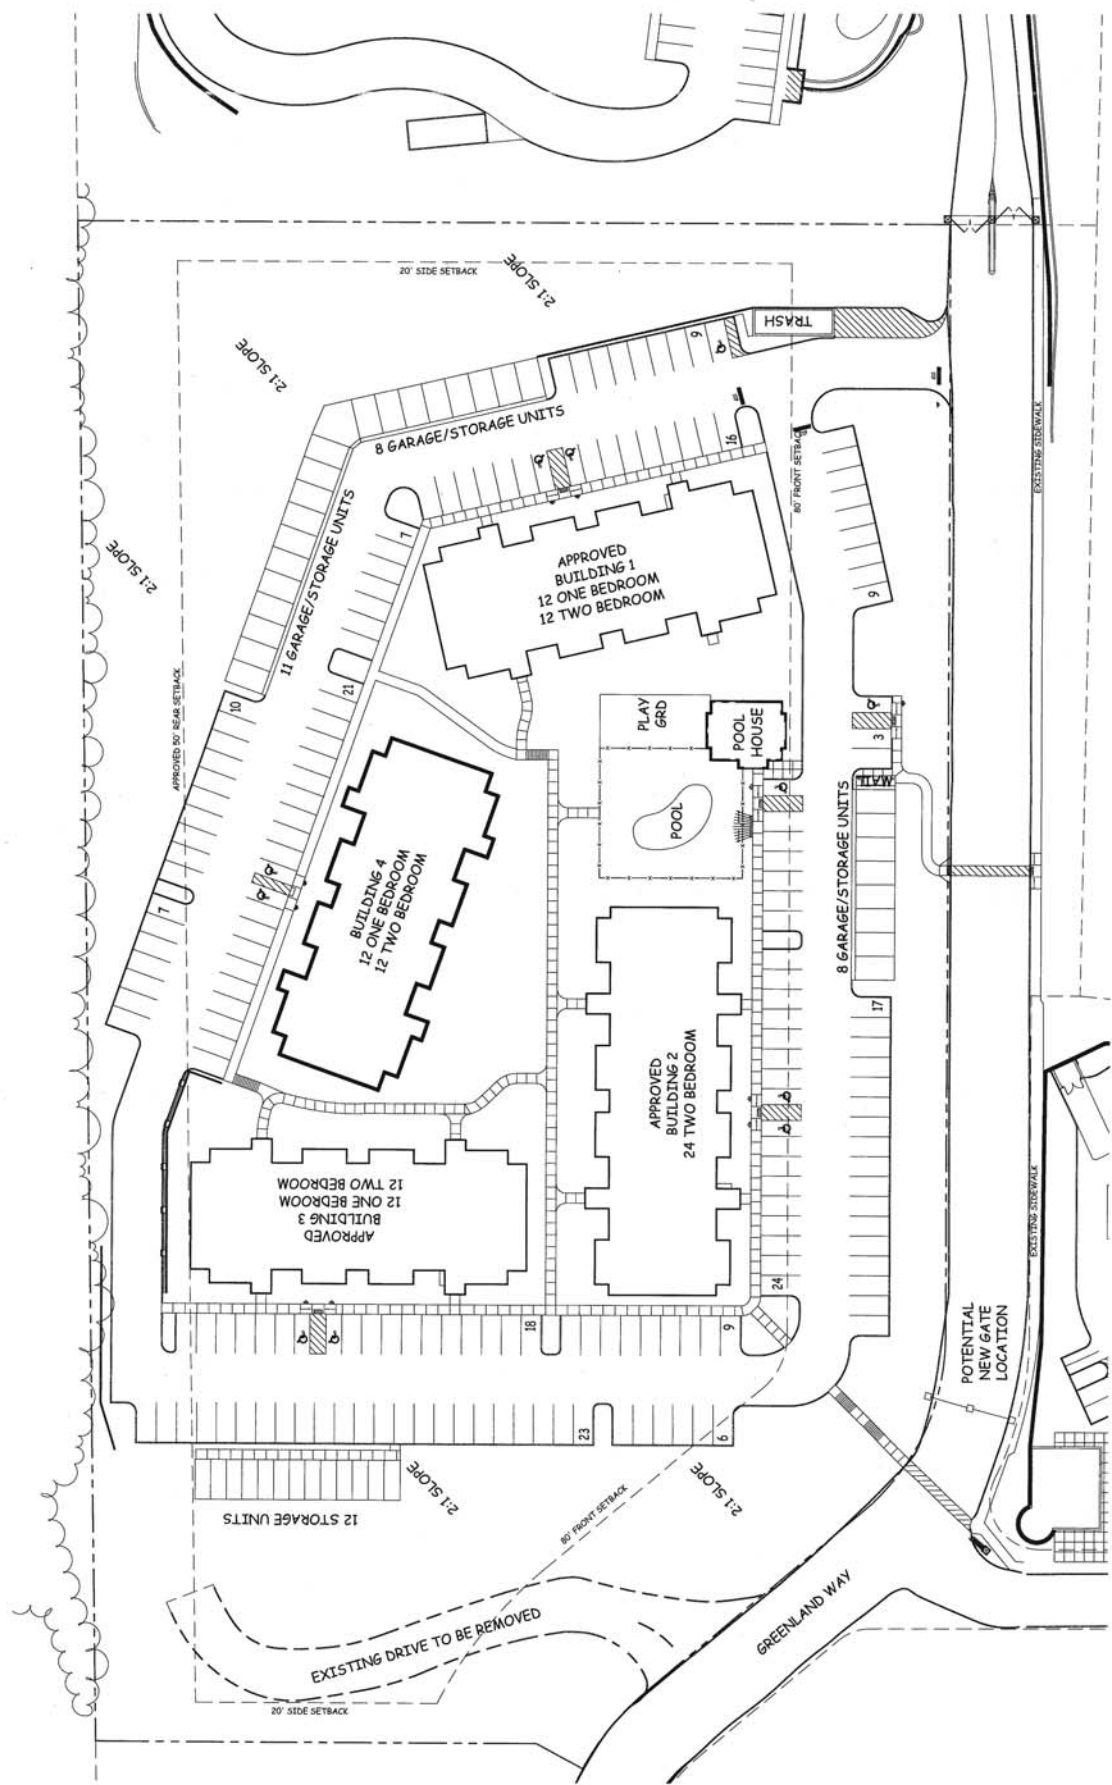 20' SIDE SETBACK
2:1 SLOPE
2:1 SLOPE
2:1 SLOPE
TRASH
9
8 GARAGE/STORAGE UNITS
16
80' FRONT SETBACK
EXISTING SIDEWALK
11 GARAGE/STORAGE UNITS
7
APPROVED
BUILDING 1
12 ONE BEDROOM
12 TWO BEDROOM
9
APPROVED 50' REAR SETBACK
10
21
PLAY
GRD
POOL
HOUSE
3
MAIL
POOL
8 GARAGE/STORAGE UNITS
7
BUILDING 4
12 ONE BEDROOM
12 TWO BEDROOM
17
APPROVED
BUILDING 2
24 TWO BEDROOM
APPROVED
BUILDING 3
12 ONE BEDROOM
12 TWO BEDROOM
EXISTING SIDEWALK
24
18
9
POTENTIAL
NEW GATE
LOCATION
23
6
12 STORAGE UNITS
2:1 SLOPE
2:1 SLOPE
80' FRONT SETBACK
EXISTING DRIVE TO BE REMOVED
GREENLAND WAY
20' SIDE SETBACK